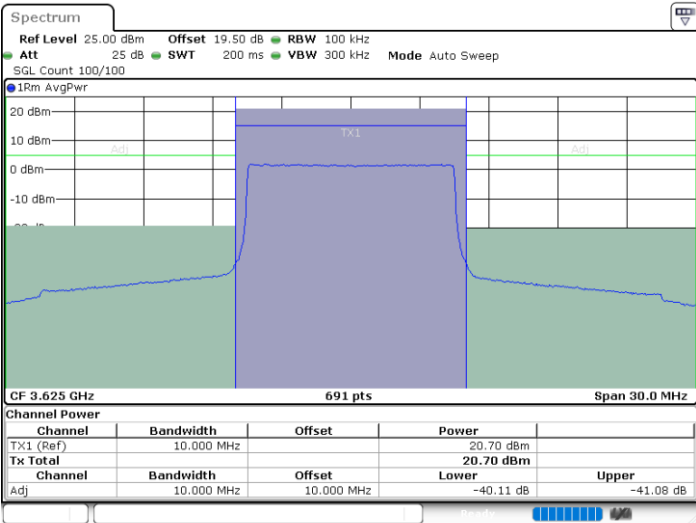 Spectrum
Ref Level 25.00 dBm Offset 19.50 dB RBW 100 kHz
Att 25 dB SWT 200 ms VBW 300 kHz Mode Auto Sweep
SGL Count 100/100
1Rm AvgPwr
20 dBm
TX1
10 dBm
Adj Adj
0 dBm
-10 dBm
CF 3.625 GHz 691 pts Span 30.0 MHz
Channel Power
Channel Bandwidth Offset Power
TX1 (Ref) 10.000 MHz 20.70 dBm
Tx Total 20.70 dBm
Channel Bandwidth Offset Lower Upper
Adj 10.000 MHz 10.000 MHz -40.11 dB -41.08 dB
Ready